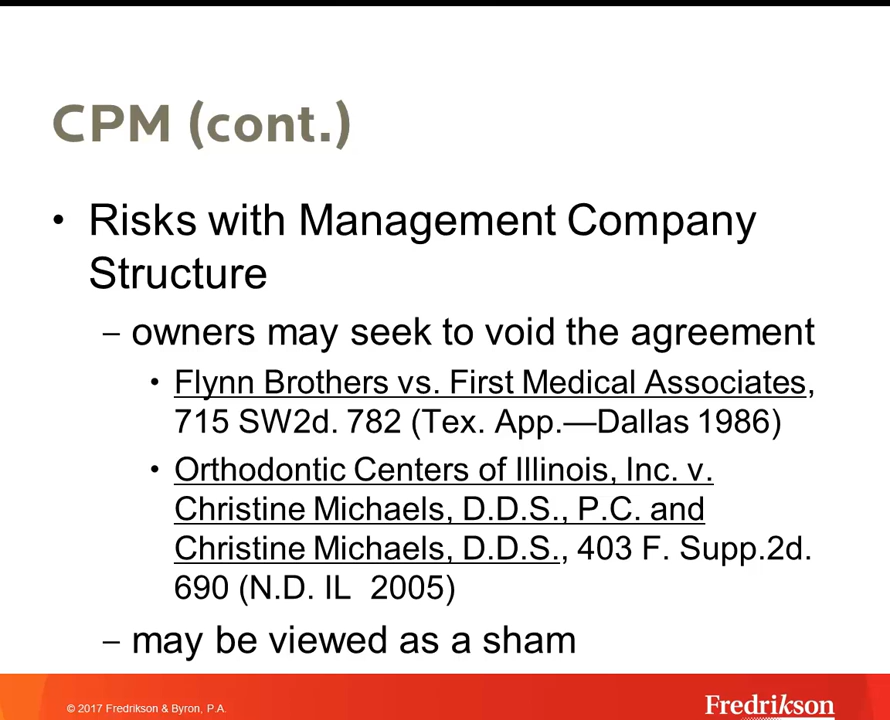 CPM (cont.)
• Risks with Management Company
Structure
– owners may seek to void the agreement
• Flynn Brothers vs. First Medical Associates,
715 SW2d. 782 (Tex. App.—Dallas 1986)
• Orthodontic Centers of Illinois, Inc. v.
Christine Michaels, D.D.S., P.C. and
Christine Michaels, D.D.S., 403 F. Supp.2d.
690 (N.D. IL  2005)
– may be viewed as a sham
© 2017 Fredrikson & Byron, P.A.
Fredrikson